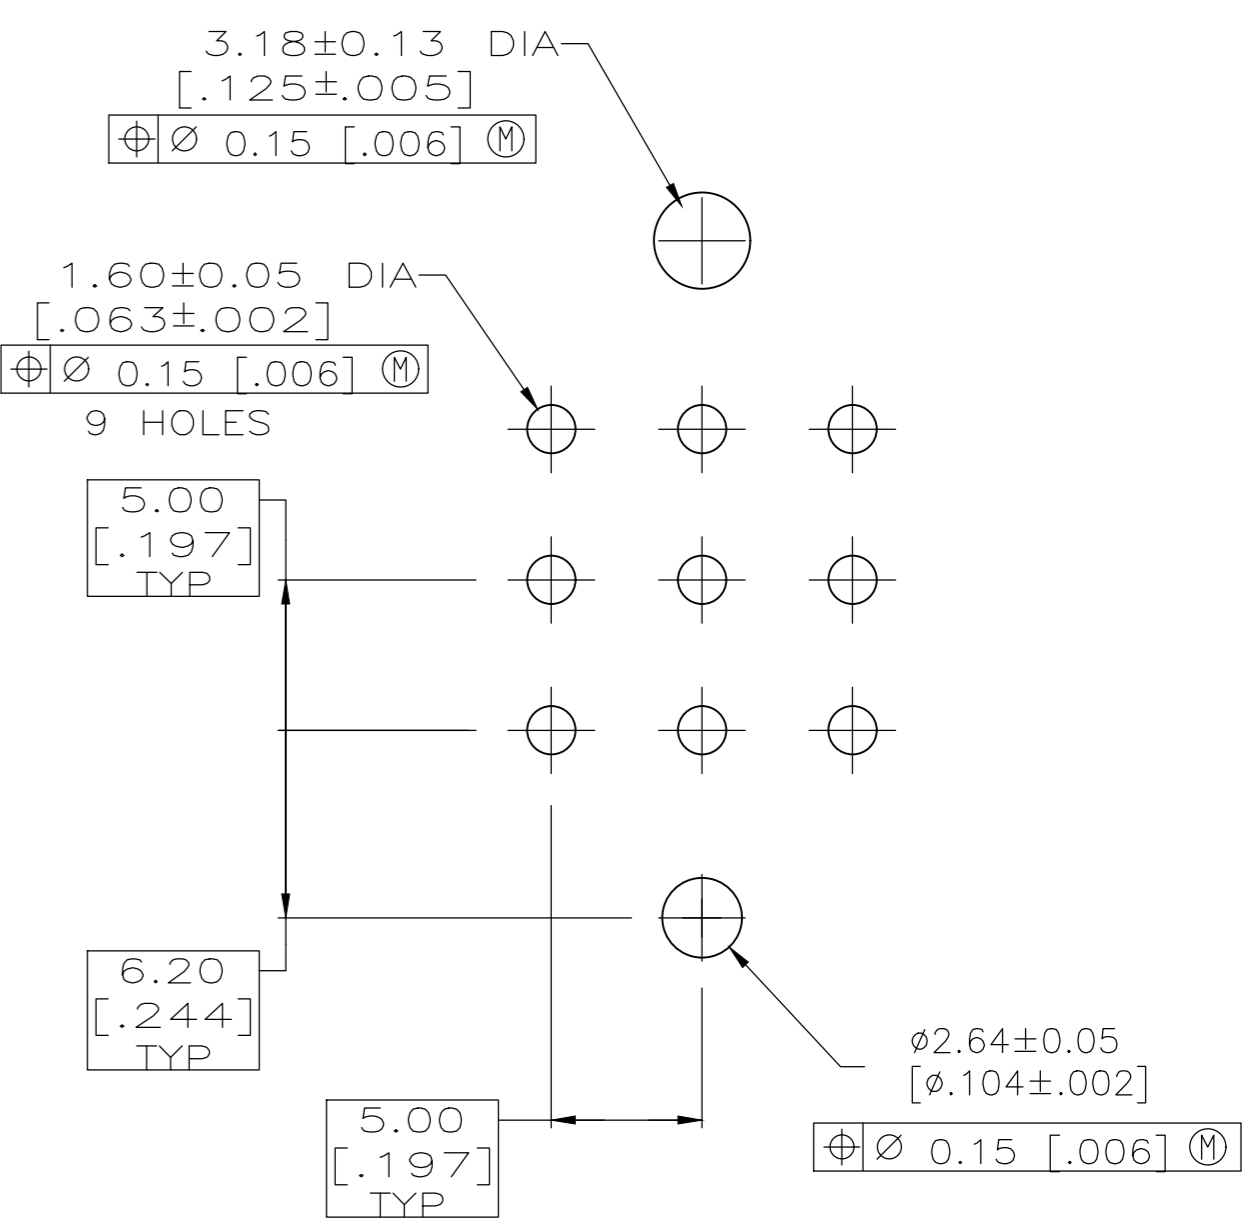 3.18±0.13 DIA
[.125±.005]
⌖ ⌀ 0.15 [.006] Ⓜ
1.60±0.05 DIA
[.063±.002]
⌖ ⌀ 0.15 [.006] Ⓜ
9 HOLES
5.00
[.197]
TYP
6.20
[.244]
TYP
5.00
[.197]
TYP
⌀2.64±0.05
[⌀.104±.002]
⌖ ⌀ 0.15 [.006] Ⓜ